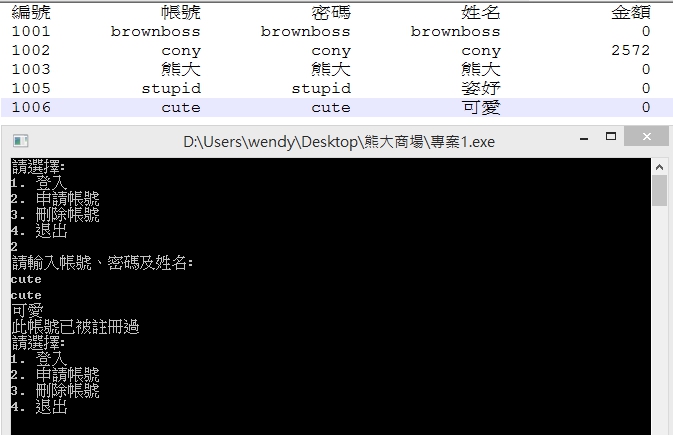 編號 帳號 密碼 姓名 金額
1001 brownboss brownboss brownboss 0
1002 cony cony cony 2572
1003 熊大 熊大 熊大 0
1005 stupid stupid 姿妤 0
1006 cute cute 可愛 0
D:\Users\wendy\Desktop\熊大商場\專案1.exe
請選擇:
1. 登入
2. 申請帳號
3. 刪除帳號
4. 退出
2
請輸入帳號、密碼及姓名:
cute
cute
可愛
此帳號已被註冊過
請選擇:
1. 登入
2. 申請帳號
3. 刪除帳號
4. 退出